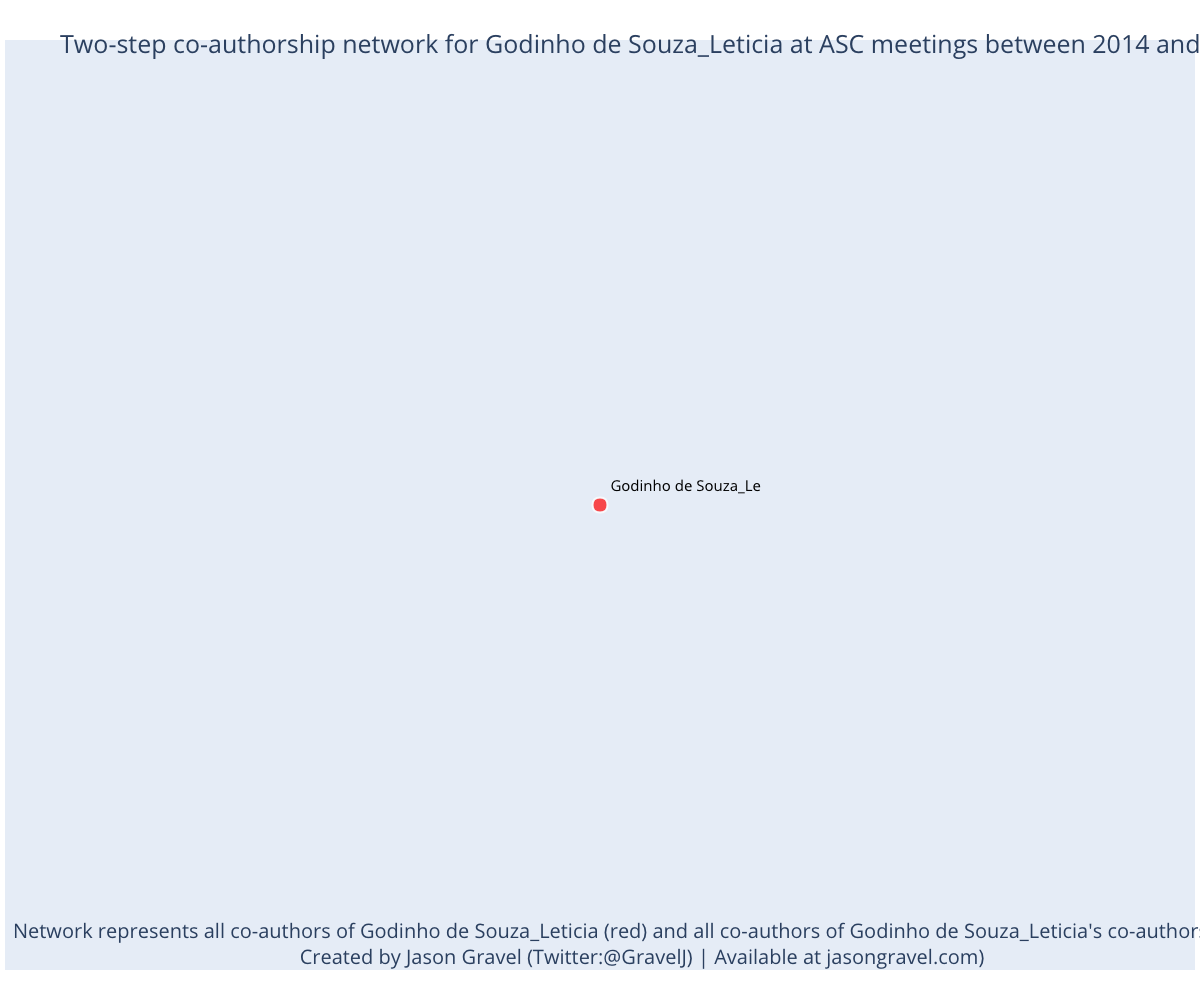 Two-step co-authorship network for Godinho de Souza_Leticia at ASC meetings between 2014 and
Godinho de Souza_Le
Network represents all co-authors of Godinho de Souza_Leticia (red) and all co-authors of Godinho de Souza_Leticia's co-authors
Created by Jason Gravel (Twitter:@GravelJ) | Available at jasongravel.com)